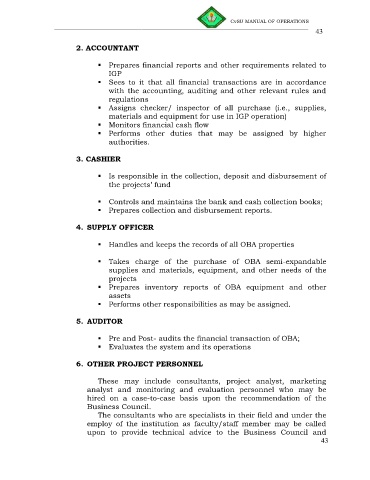 CvSU MANUAL OF OPERATIONS
43
2. ACCOUNTANT
▪ Prepares financial reports and other requirements related to
IGP
▪ Sees to it that all financial transactions are in accordance
with the accounting, auditing and other relevant rules and
regulations
▪ Assigns checker/ inspector of all purchase (i.e., supplies,
materials and equipment for use in IGP operation)
▪ Monitors financial cash flow
▪ Performs other duties that may be assigned by higher
authorities.
3. CASHIER
▪ Is responsible in the collection, deposit and disbursement of
the projects' fund
▪ Controls and maintains the bank and cash collection books;
▪ Prepares collection and disbursement reports.
4. SUPPLY OFFICER
▪ Handles and keeps the records of all OBA properties
▪ Takes charge of the purchase of OBA semi-expandable
supplies and materials, equipment, and other needs of the
projects
▪ Prepares inventory reports of OBA equipment and other
assets
▪ Performs other responsibilities as may be assigned.
5. AUDITOR
▪ Pre and Post- audits the financial transaction of OBA;
▪ Evaluates the system and its operations
6. OTHER PROJECT PERSONNEL
These may include consultants, project analyst, marketing
analyst and monitoring and evaluation personnel who may be
hired on a case-to-case basis upon the recommendation of the
Business Council.
The consultants who are specialists in their field and under the
employ of the institution as faculty/staff member may be called
upon to provide technical advice to the Business Council and
43